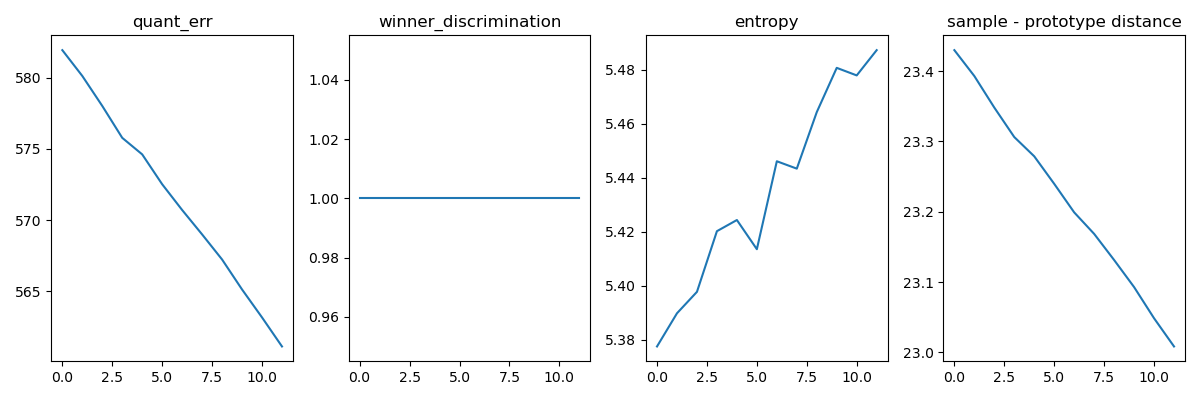 quant_err
580
575
570
565
0.0 2.5 5.0 7.5 10.0
winner_discrimination
1.04
1.02
1.00
0.98
0.96
0.0 2.5 5.0 7.5 10.0
entropy
5.48
5.46
5.44
5.42
5.40
5.38
0.0 2.5 5.0 7.5 10.0
sample - prototype distance
23.4
23.3
23.2
23.1
23.0
0.0 2.5 5.0 7.5 10.0